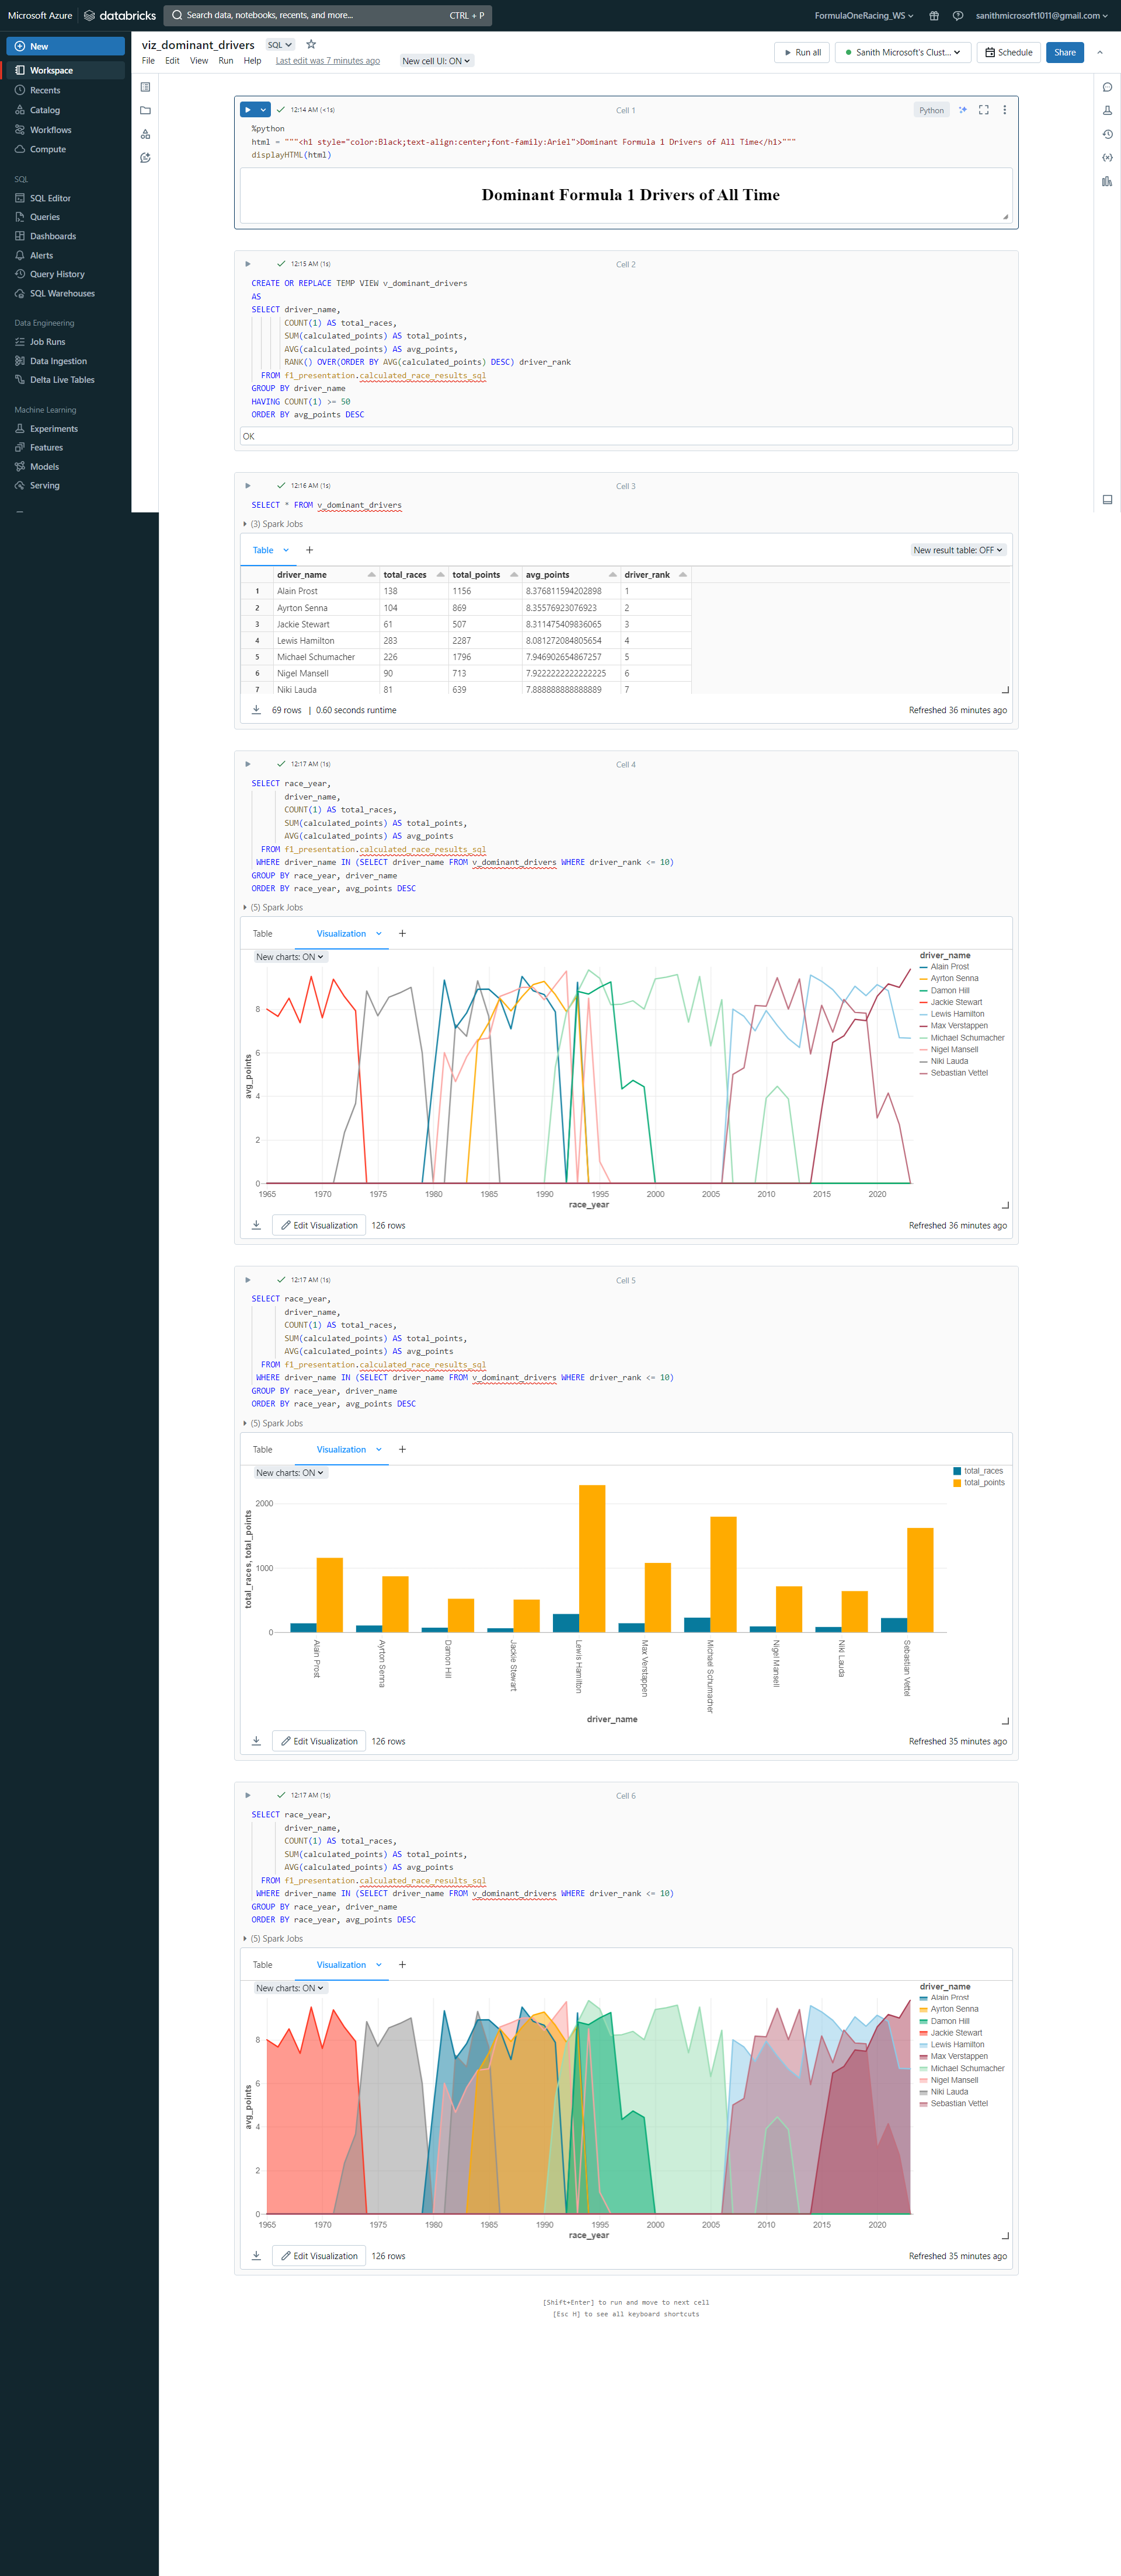 Microsoft Azure
databricks
Search data, notebooks, recents, and more...
CTRL + P
FormulaOneRacing_WS
sanithmicrosoft1011@gmail.com
New
Workspace
Recents
Catalog
Workflows
Compute
SQL
SQL Editor
Queries
Dashboards
Alerts
Query History
SQL Warehouses
Data Engineering
Job Runs
Data Ingestion
Delta Live Tables
Machine Learning
Experiments
Features
Models
Serving
viz_dominant_drivers
SQL
File Edit View Run Help Last edit was 7 minutes ago New cell UI: ON
Run all
Sanith Microsoft's Clust...
Schedule
Share
12:14 AM (<1s)
Cell 1
Python
%python
html = """<h1 style="color:Black;text-align:center;font-family:Ariel">Dominant Formula 1 Drivers of All Time</h1>"""
displayHTML(html)
Dominant Formula 1 Drivers of All Time
12:15 AM (1s)
Cell 2
CREATE OR REPLACE TEMP VIEW v_dominant_drivers
AS
SELECT driver_name,
COUNT(1) AS total_races,
SUM(calculated_points) AS total_points,
AVG(calculated_points) AS avg_points,
RANK() OVER(ORDER BY AVG(calculated_points) DESC) driver_rank
FROM f1_presentation.calculated_race_results_sql
GROUP BY driver_name
HAVING COUNT(1) >= 50
ORDER BY avg_points DESC
OK
12:16 AM (1s)
Cell 3
SELECT * FROM v_dominant_drivers
(3) Spark Jobs
Table
+
New result table: OFF
driver_name total_races total_points avg_points driver_rank
1 Alain Prost 138 1156 8.376811594202898 1
2 Ayrton Senna 104 869 8.35576923076923 2
3 Jackie Stewart 61 507 8.311475409836065 3
4 Lewis Hamilton 283 2287 8.081272084805654 4
5 Michael Schumacher 226 1796 7.946902654867257 5
6 Nigel Mansell 90 713 7.9222222222222225 6
7 Niki Lauda 81 639 7.888888888888889 7
69 rows | 0.60 seconds runtime
Refreshed 36 minutes ago
12:17 AM (1s)
Cell 4
SELECT race_year,
driver_name,
COUNT(1) AS total_races,
SUM(calculated_points) AS total_points,
AVG(calculated_points) AS avg_points
FROM f1_presentation.calculated_race_results_sql
WHERE driver_name IN (SELECT driver_name FROM v_dominant_drivers WHERE driver_rank <= 10)
GROUP BY race_year, driver_name
ORDER BY race_year, avg_points DESC
(5) Spark Jobs
Table
Visualization
+
New charts: ON
driver_name
Alain Prost
Ayrton Senna
Damon Hill
Jackie Stewart
Lewis Hamilton
Max Verstappen
Michael Schumacher
Nigel Mansell
Niki Lauda
Sebastian Vettel
avg_points
8
6
4
2
0
1965 1970 1975 1980 1985 1990 1995 2000 2005 2010 2015 2020
race_year
Edit Visualization
126 rows
Refreshed 36 minutes ago
12:17 AM (1s)
Cell 5
SELECT race_year,
driver_name,
COUNT(1) AS total_races,
SUM(calculated_points) AS total_points,
AVG(calculated_points) AS avg_points
FROM f1_presentation.calculated_race_results_sql
WHERE driver_name IN (SELECT driver_name FROM v_dominant_drivers WHERE driver_rank <= 10)
GROUP BY race_year, driver_name
ORDER BY race_year, avg_points DESC
(5) Spark Jobs
Table
Visualization
+
New charts: ON
total_races
total_points
total_races, total_points
2000
1000
0
Alain Prost
Ayrton Senna
Damon Hill
Jackie Stewart
Lewis Hamilton
Max Verstappen
Michael Schumacher
Nigel Mansell
Niki Lauda
Sebastian Vettel
driver_name
Edit Visualization
126 rows
Refreshed 35 minutes ago
12:17 AM (1s)
Cell 6
SELECT race_year,
driver_name,
COUNT(1) AS total_races,
SUM(calculated_points) AS total_points,
AVG(calculated_points) AS avg_points
FROM f1_presentation.calculated_race_results_sql
WHERE driver_name IN (SELECT driver_name FROM v_dominant_drivers WHERE driver_rank <= 10)
GROUP BY race_year, driver_name
ORDER BY race_year, avg_points DESC
(5) Spark Jobs
Table
Visualization
+
New charts: ON
driver_name
Alain Prost
Ayrton Senna
Damon Hill
Jackie Stewart
Lewis Hamilton
Max Verstappen
Michael Schumacher
Nigel Mansell
Niki Lauda
Sebastian Vettel
avg_points
8
6
4
2
0
1965 1970 1975 1980 1985 1990 1995 2000 2005 2010 2015 2020
race_year
Edit Visualization
126 rows
Refreshed 35 minutes ago
[Shift+Enter] to run and move to next cell
[Esc H] to see all keyboard shortcuts